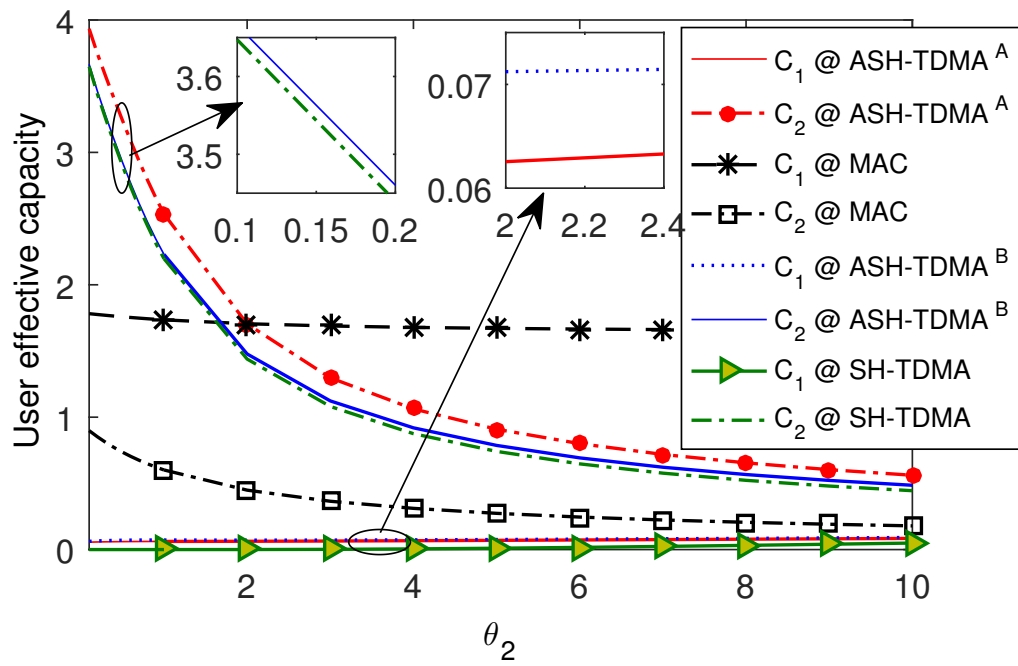 4
3
2
1
0
User effective capacity
3.6
3.5
0.1 0.15 0.2
0.07
0.06
2 2.2 2.4
C1 @ ASH-TDMA A
C2 @ ASH-TDMA A
C1 @ MAC
C2 @ MAC
C1 @ ASH-TDMA B
C2 @ ASH-TDMA B
C1 @ SH-TDMA
C2 @ SH-TDMA
2 4 6 8 10
θ2